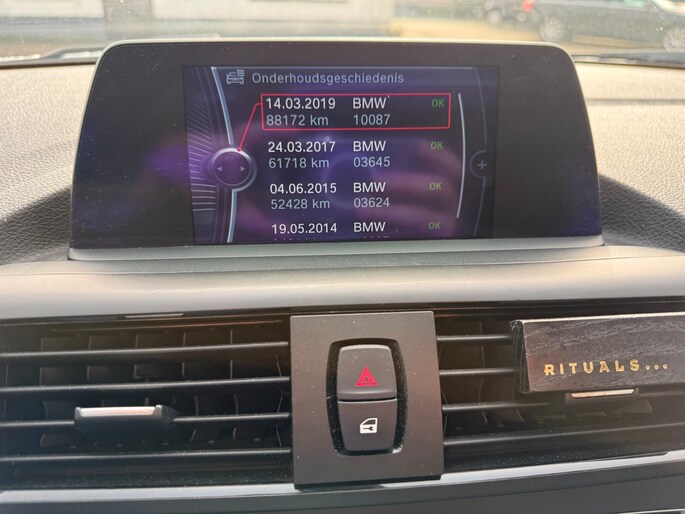 Onderhoudsgeschiedenis
14.03.2019 BMW OK
88172 km 10087
24.03.2017 BMW OK
61718 km 03645
04.06.2015 BMW OK
52428 km 03624
19.05.2014 BMW OK
RITUALS...